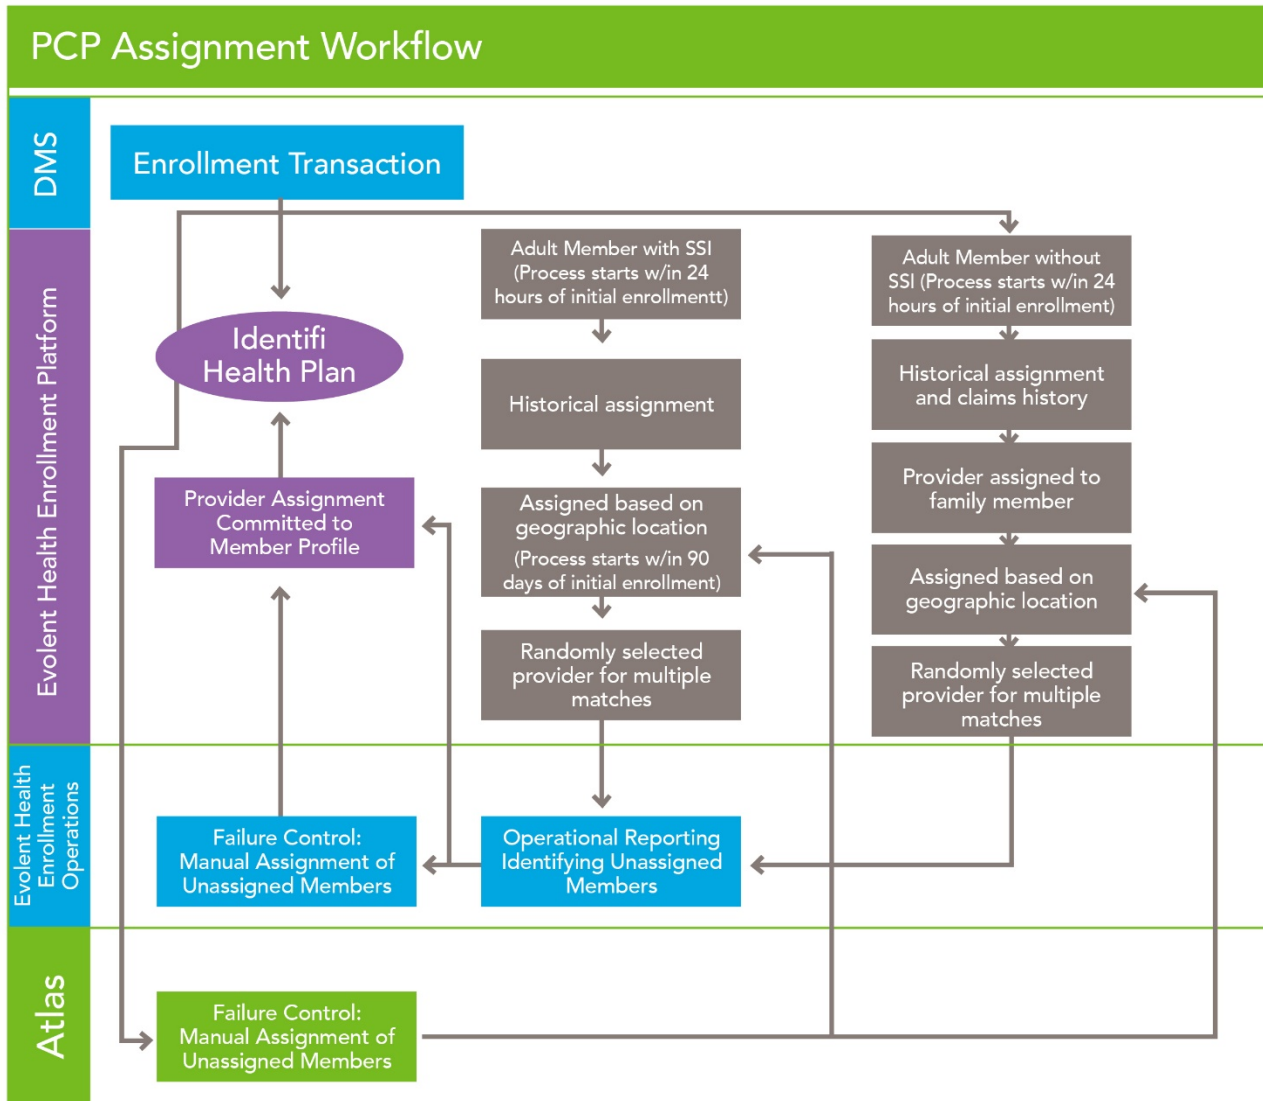 PCP Assignment Workflow
DMS
Enrollment Transaction
Evolent Health Enrollment Platform
Identifi
Health Plan
Provider Assignment
Committed to
Member Profile
Adult Member with SSI
(Process starts w/in 24
hours of initial enrollmentt)
Historical assignment
Assigned based on
geographic location
(Process starts w/in 90
days of initial enrollment)
Randomly selected
provider for multiple
matches
Adult Member without
SSI (Process starts w/in 24
hours of initial enrollment)
Historical assignment
and claims history
Provider assigned to
family member
Assigned based on
geographic location
Randomly selected
provider for multiple
matches
Evolent Health
Enrollment
Operations
Failure Control:
Manual Assignment of
Unassigned Members
Operational Reporting
Identifying Unassigned
Members
Atlas
Failure Control:
Manual Assignment of
Unassigned Members